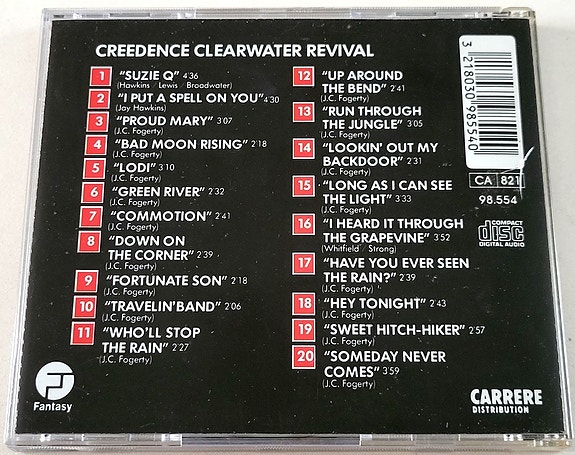 CREEDENCE CLEARWATER REVIVAL
1 "SUZIE Q" 4'36
(Hawkins Lewis Broadwater)
2 "I PUT A SPELL ON YOU" 4'30
(Jay Hawkins)
3 "PROUD MARY" 3'07
(J.C. Fogerty)
4 "BAD MOON RISING" 2'18
(J.C. Fogerty)
5 "LODI" 3'10
(J.C. Fogerty)
6 "GREEN RIVER" 2'32
(J.C. Fogerty)
7 "COMMOTION" 2'41
(J.C. Fogerty)
8 "DOWN ON
THE CORNER" 2'39
(J.C. Fogerty)
9 "FORTUNATE SON" 2'18
(J.C. Fogerty)
10 "TRAVELIN'BAND" 2'06
(J.C. Fogerty)
11 "WHO'LL STOP
THE RAIN" 2'27
(J.C. Fogerty)
12 "UP AROUND
THE BEND" 2'41
(J.C. Fogerty)
13 "RUN THROUGH
THE JUNGLE" 3'05
(J.C. Fogerty)
14 "LOOKIN' OUT MY
BACKDOOR" 2'31
(J.C. Fogerty)
15 "LONG AS I CAN SEE
THE LIGHT" 3'33
(J.C. Fogerty)
16 "I HEARD IT THROUGH
THE GRAPEVINE" 3'52
(Whitfield Strong)
17 "HAVE YOU EVER SEEN
THE RAIN?" 2'39
(J.C. Fogerty)
18 "HEY TONIGHT" 2'43
(J.C. Fogerty)
19 "SWEET HITCH-HIKER" 2'57
(J.C. Fogerty)
20 "SOMEDAY NEVER
COMES" 3'59
(J.C. Fogerty)
3 218030 985540
CA 821
98.554
COMPACT
disc
DIGITAL AUDIO
Fantasy
CARRERE
DISTRIBUTION